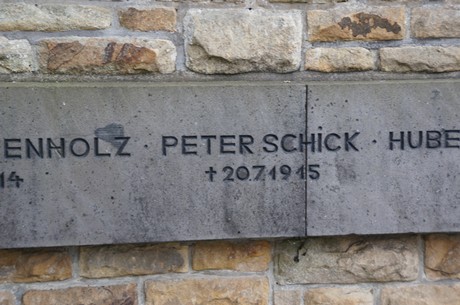 ENHOLZ · PETER SCHICK · HUBE
14 †20.7.1915